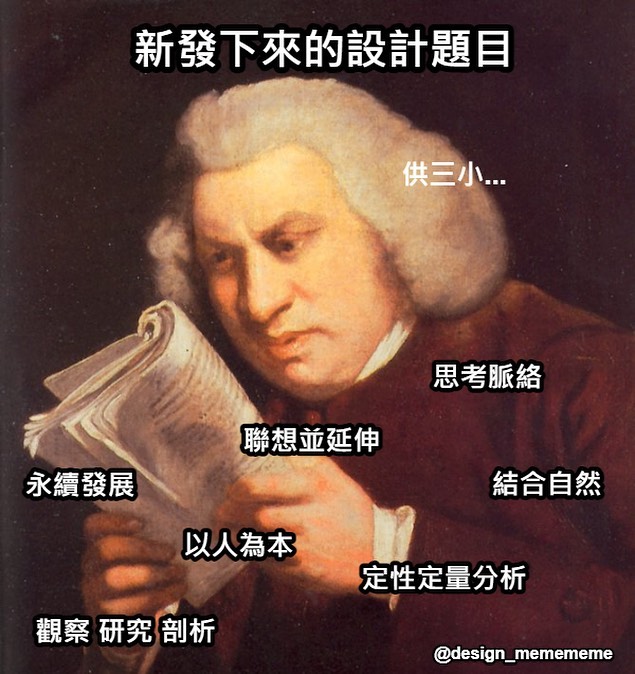 新發下來的設計題目
供三小...
思考脈絡
聯想並延伸
永續發展
結合自然
以人為本
定性定量分析
觀察 研究 剖析
@design_memememe